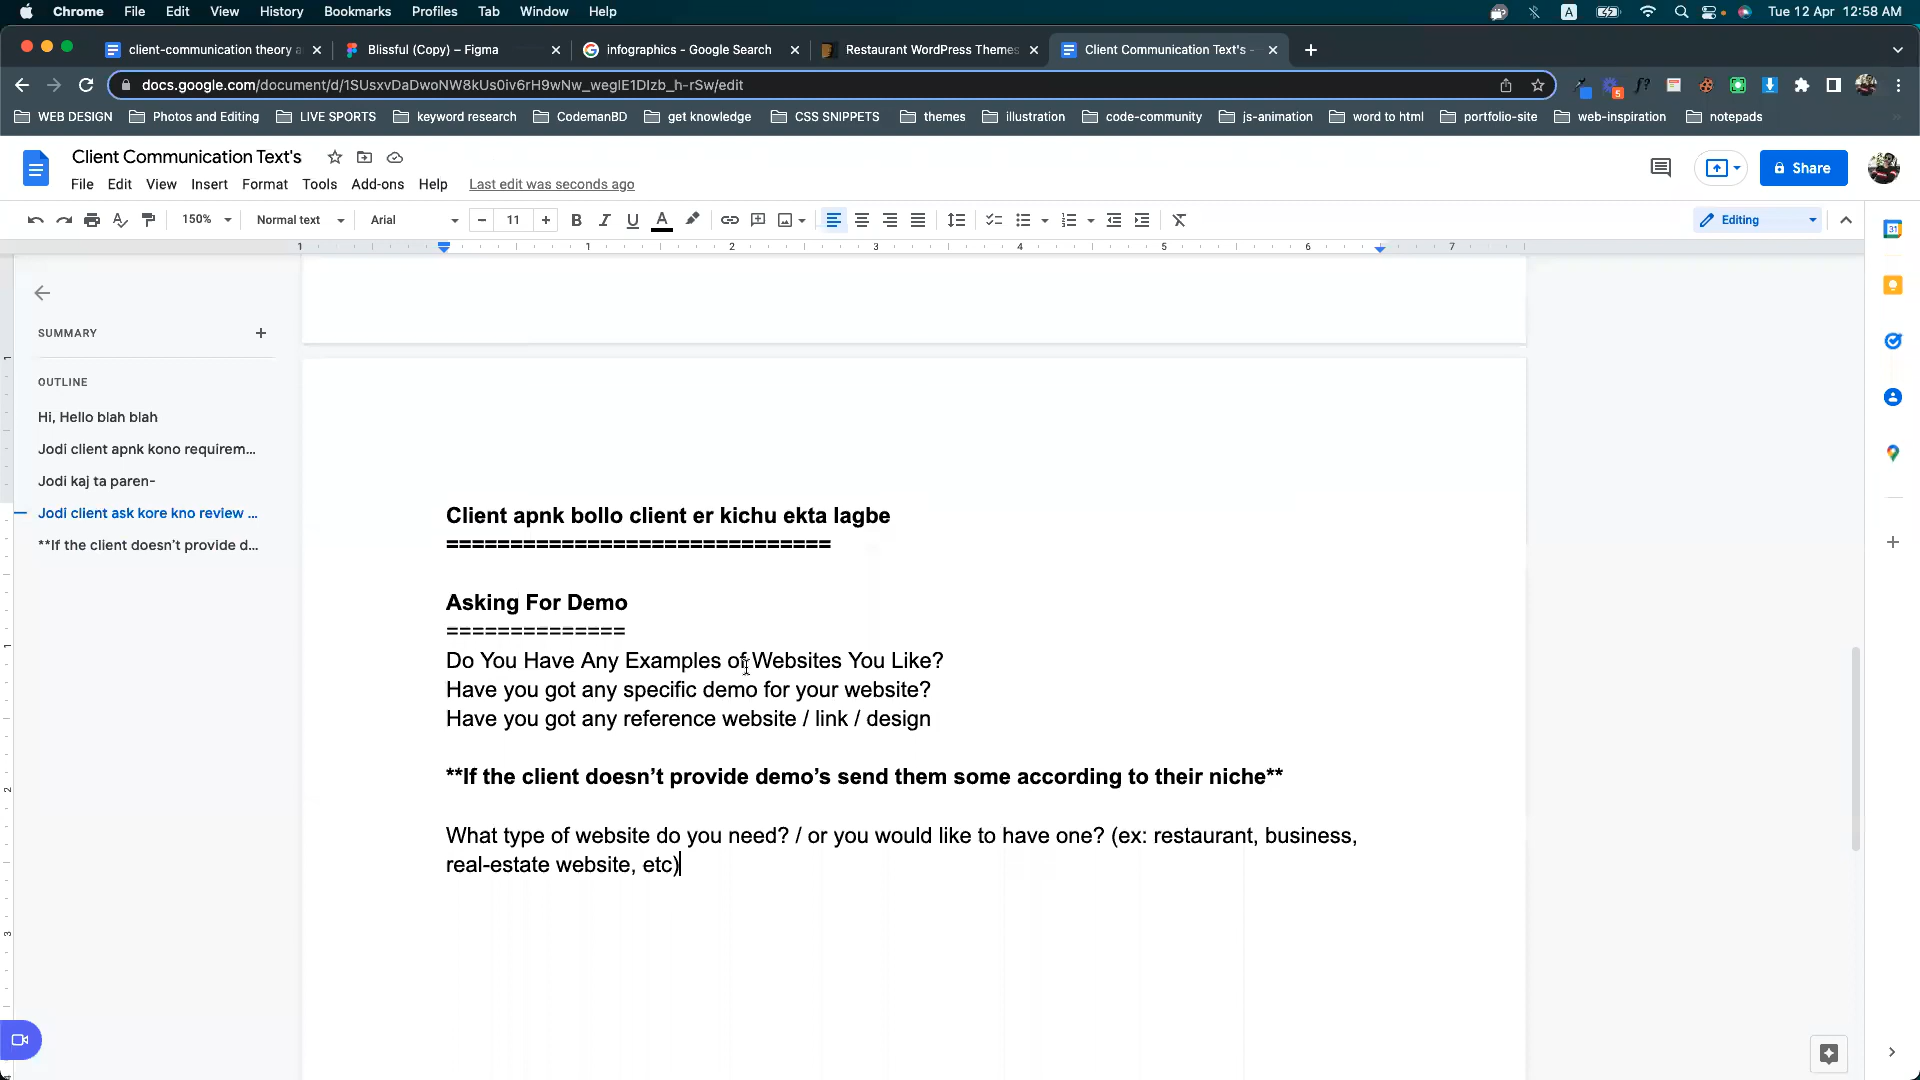 Chrome File Edit View History Bookmarks Profiles Tab Window Help Tue 12 Apr 12:58 AM
client-communication theory a Blissful (Copy) – Figma infographics - Google Search Restaurant WordPress Themes Client Communication Text's -
docs.google.com/document/d/1SUsxvDaDwoNW8kUs0iv6rH9wNw_weglE1DIzb_h-rSw/edit
WEB DESIGN Photos and Editing LIVE SPORTS keyword research CodemanBD get knowledge CSS SNIPPETS themes illustration code-community js-animation word to html portfolio-site web-inspiration notepads
Client Communication Text's
File Edit View Insert Format Tools Add-ons Help Last edit was seconds ago
Share
150% Normal text Arial 11 Editing
1 1 2 3 4 5 6 7
SUMMARY
OUTLINE
Hi, Hello blah blah
Jodi client apnk kono requirem...
Jodi kaj ta paren-
Jodi client ask kore kno review ...
**If the client doesn't provide d...
Client apnk bollo client er kichu ekta lagbe
==============================
Asking For Demo
==============
Do You Have Any Examples of Websites You Like?
Have you got any specific demo for your website?
Have you got any reference website / link / design
**If the client doesn’t provide demo’s send them some according to their niche**
What type of website do you need? / or you would like to have one? (ex: restaurant, business,
real-estate website, etc)